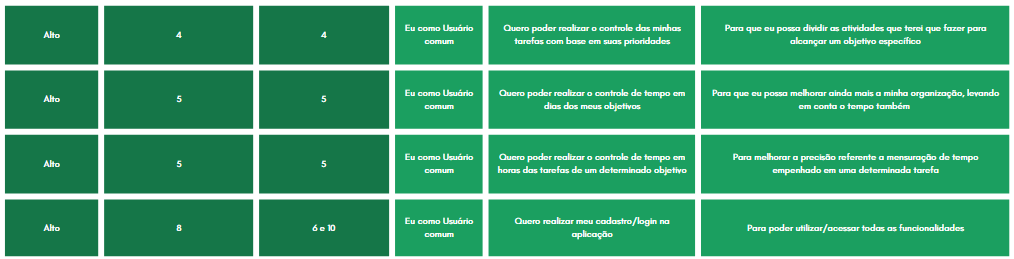 Alto
4
4
Eu como Usuário
comum
Quero poder realizar o controle das minhas
tarefas com base em suas prioridades
Para que eu possa dividir as atividades que terei que fazer para
alcançar um objetivo específico
Alto
5
5
Eu como Usuário
comum
Quero poder realizar o controle de tempo em
dias dos meus objetivos
Para que eu possa melhorar ainda mais a minha organização, levando
em conta o tempo também
Alto
5
5
Eu como Usuário
comum
Quero poder realizar o controle de tempo em
horas das tarefas de um determinado objetivo
Para melhorar a precisão referente a mensuração de tempo
empenhado em uma determinada tarefa
Alto
8
6 e 10
Eu como Usuário
comum
Quero realizar meu cadastro/login na
aplicação
Para poder utilizar/acessar todas as funcionalidades